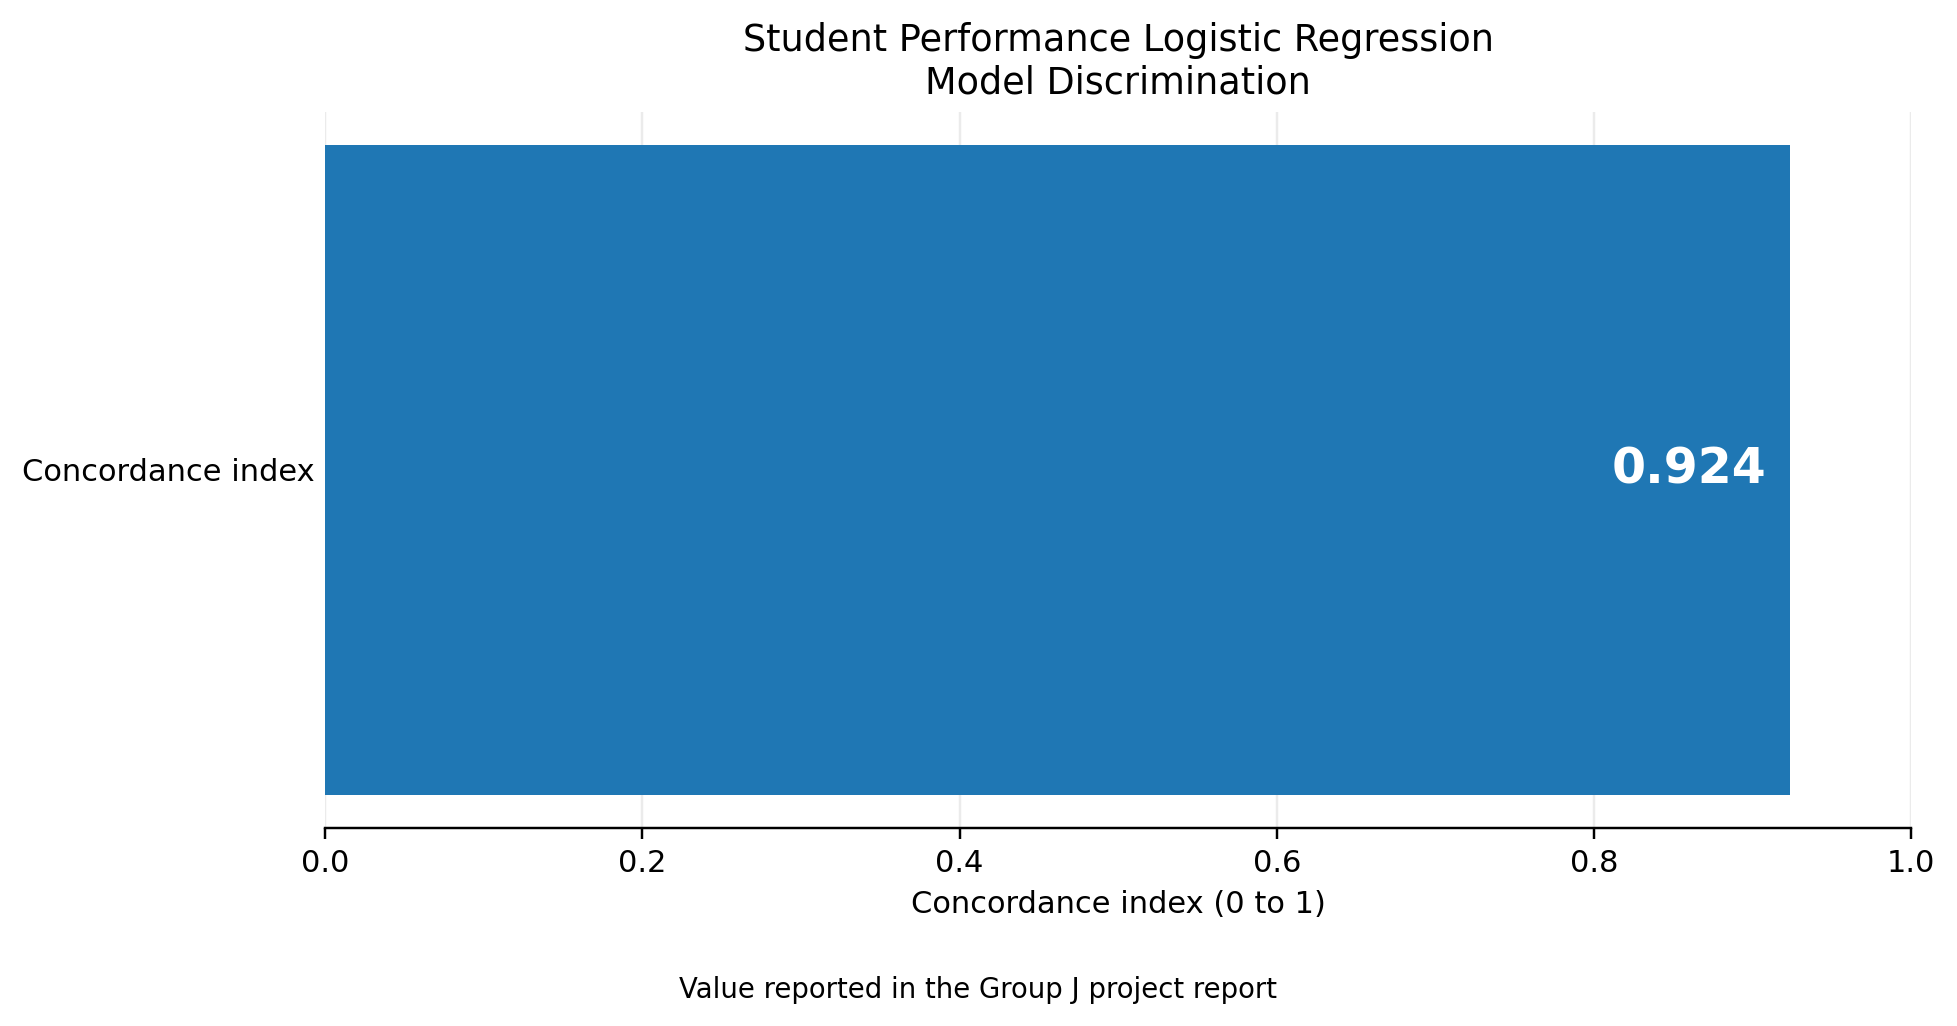 Student Performance Logistic Regression
Model Discrimination
0.924
Concordance index
0.0 0.2 0.4 0.6 0.8 1.0
Concordance index (0 to 1)
Value reported in the Group J project report